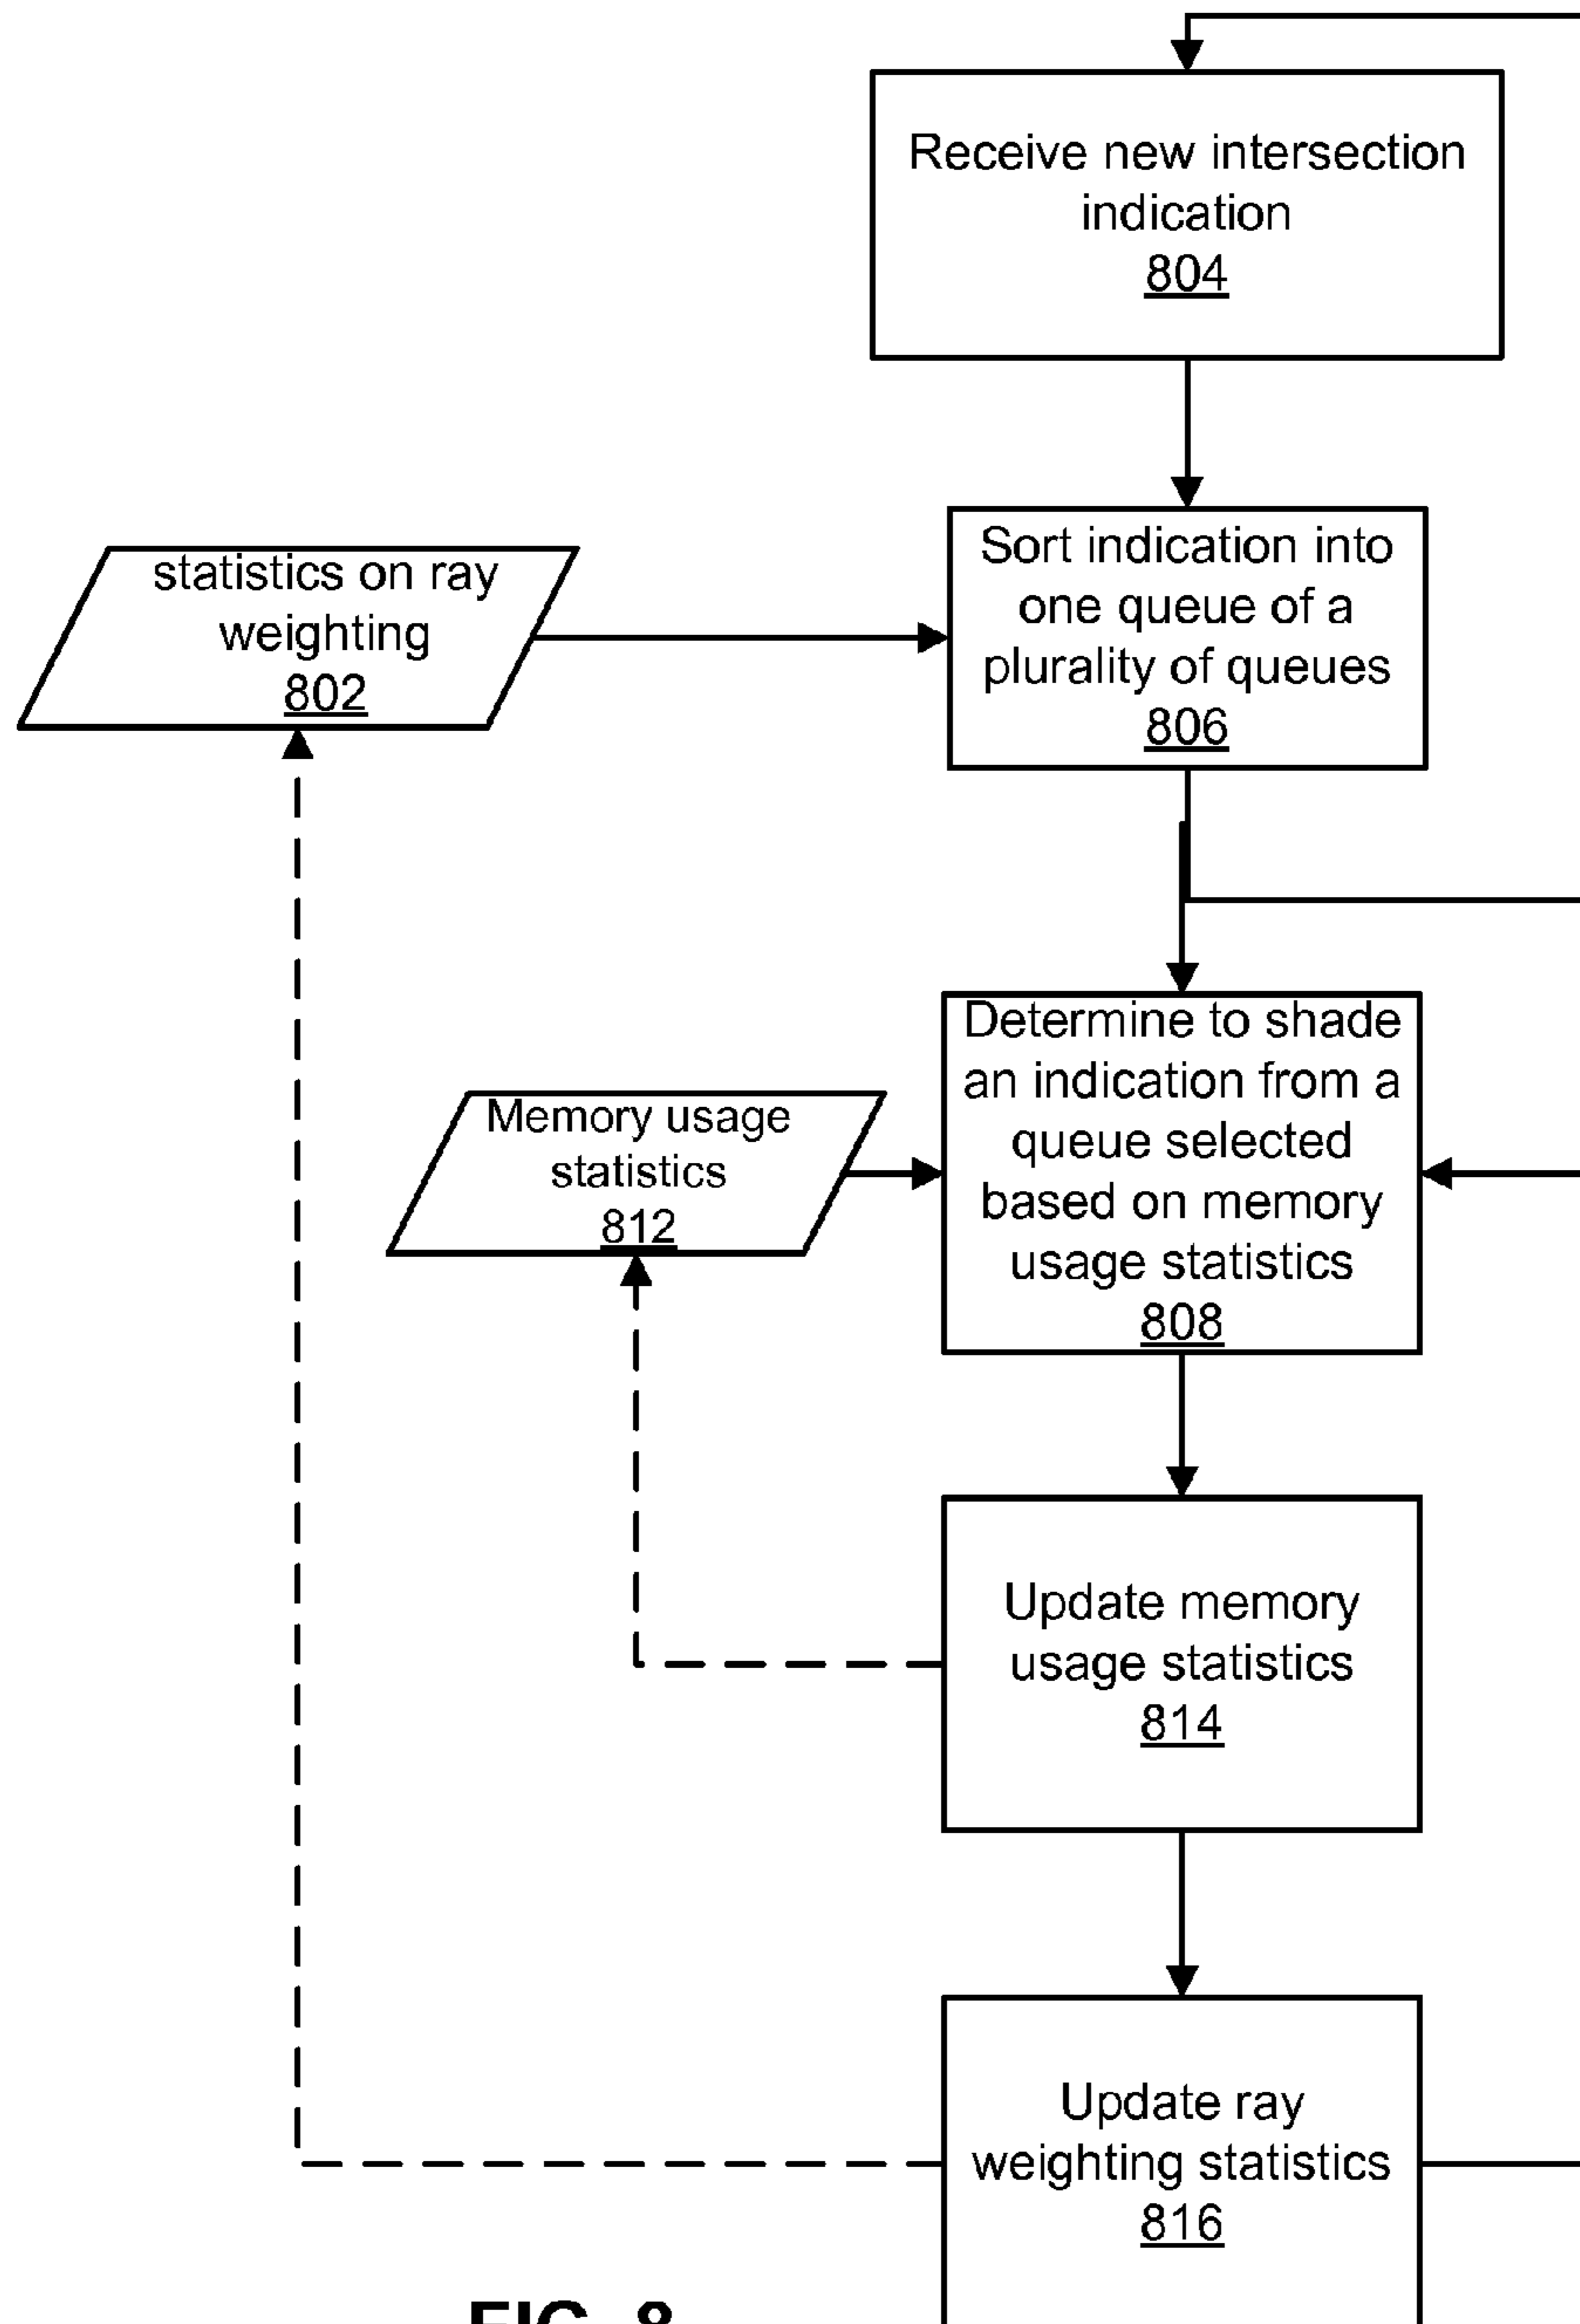 Receive new intersection
indication
804
statistics on ray
weighting
802
Sort indication into
one queue of a
plurality of queues
806
Memory usage
statistics
812
Determine to shade
an indication from a
queue selected
based on memory
usage statistics
808
Update memory
usage statistics
814
Update ray
weighting statistics
816
FIG. 8